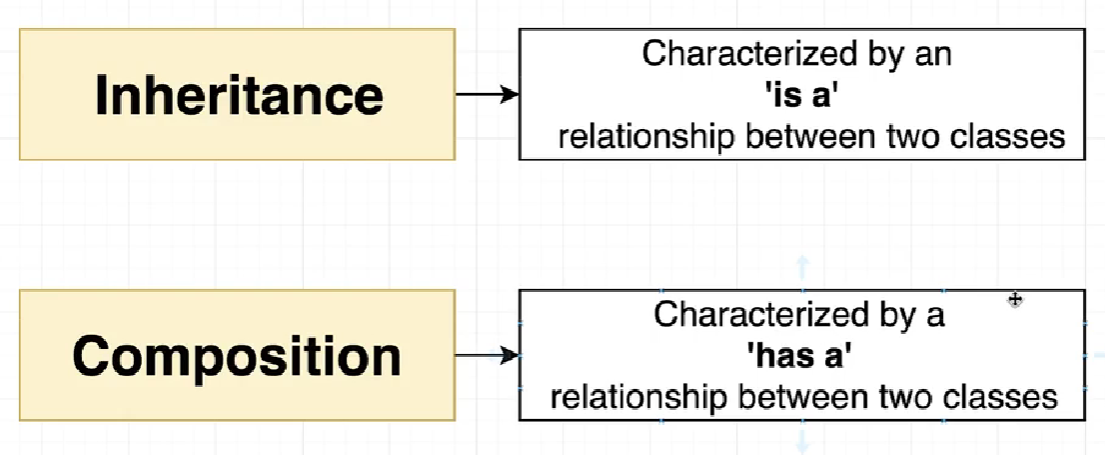 Inheritance
Characterized by an
'is a'
relationship between two classes
Composition
Characterized by a
'has a'
relationship between two classes